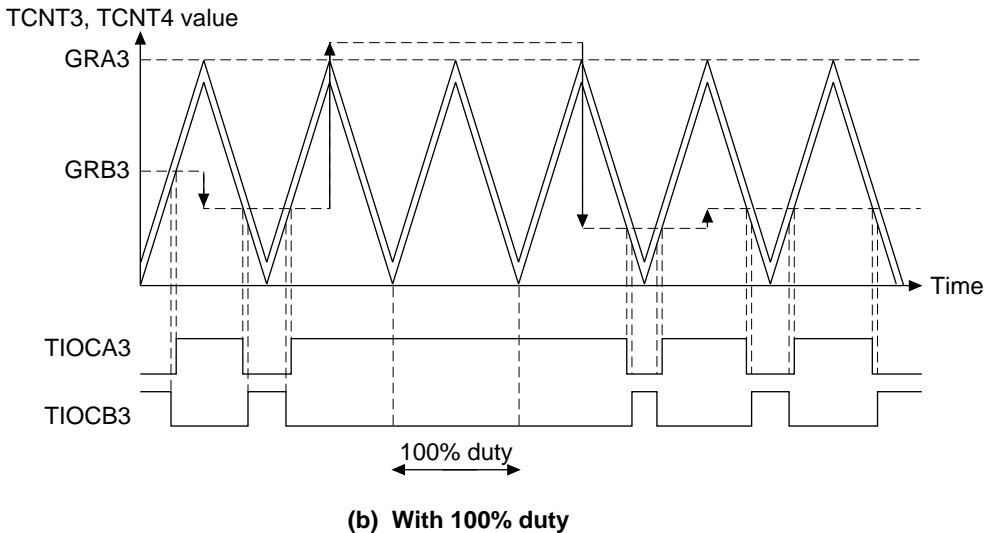 TCNT3, TCNT4 value
GRA3
GRB3
Time
TIOCA3
TIOCB3
100% duty
(b) With 100% duty